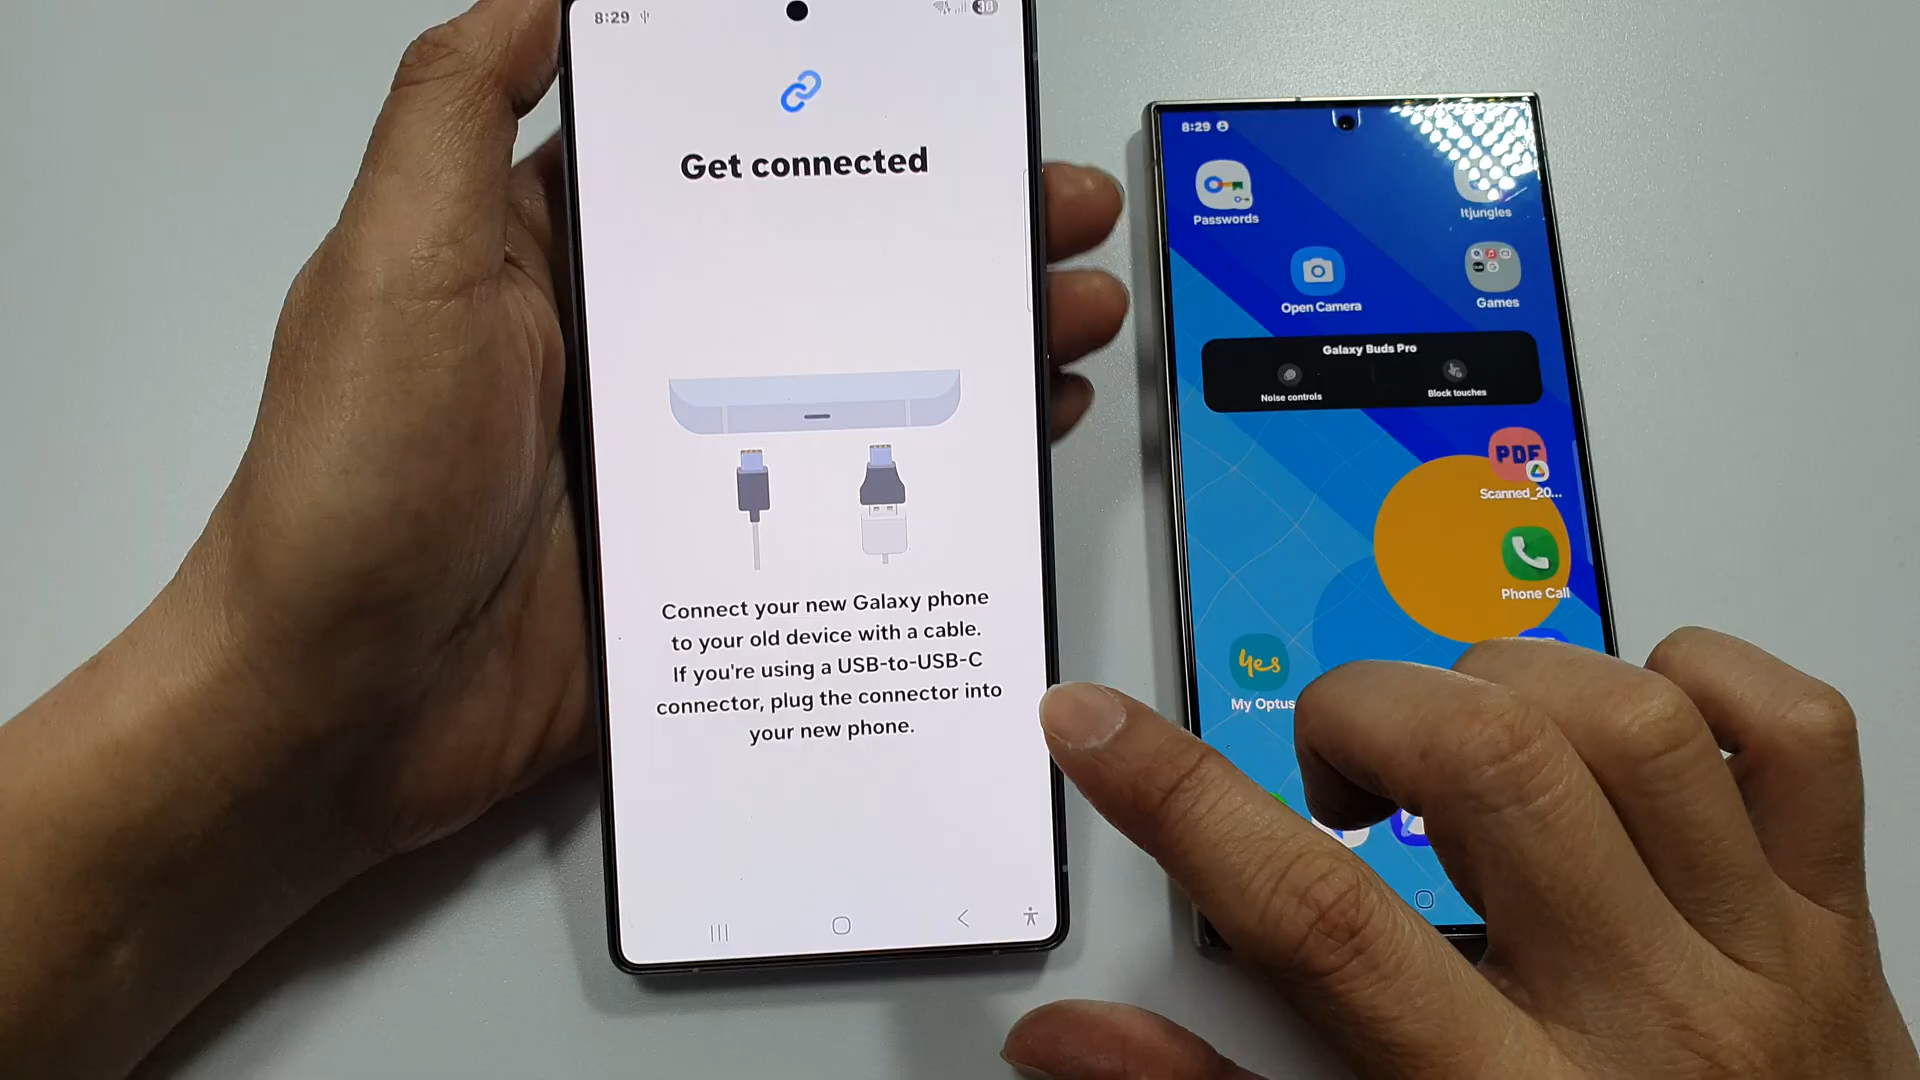 8:29
38
Get connected
Connect your new Galaxy phone
to your old device with a cable.
If you're using a USB-to-USB-C
connector, plug the connector into
your new phone.
8:29
Passwords
Itjungles
Open Camera
Games
Galaxy Buds Pro
Noise controls
Block touches
PDF
Scanned_20...
Phone Call
yes
My Optus